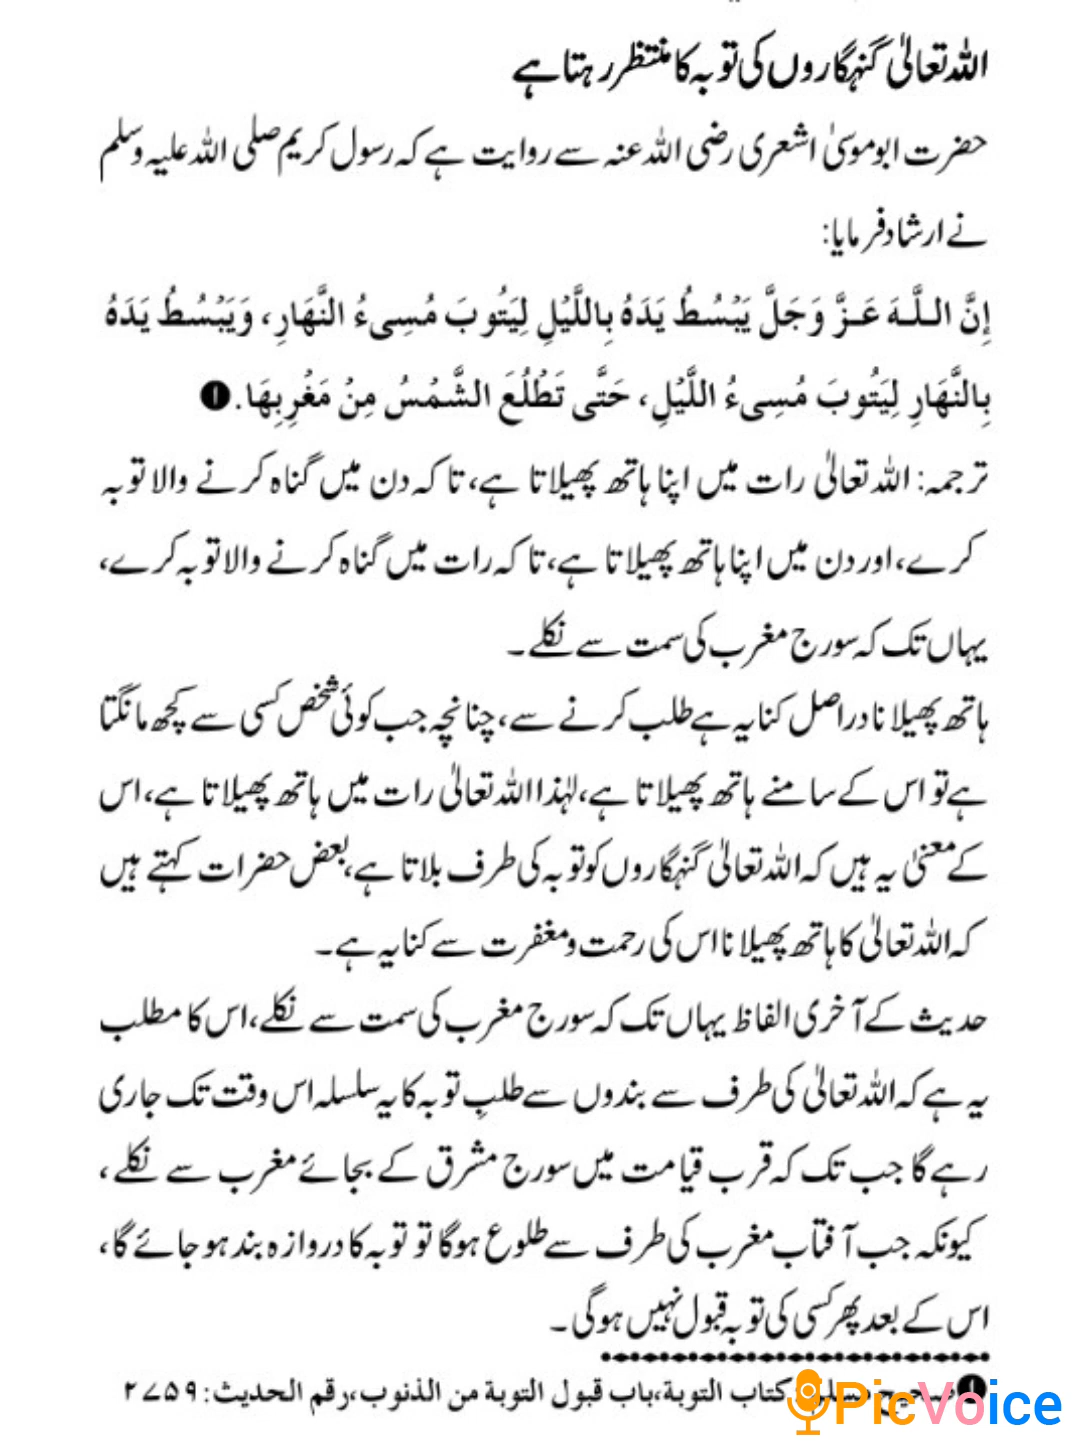 اللہ تعالیٰ گنہگاروں کی توبہ کا منتظر رہتا ہے
حضرت ابوموسیٰ اشعری رضی اللہ عنہ سے روایت ہے کہ رسول کریم صلی اللہ علیہ وسلم
نے ارشاد فرمایا:
إِنَّ اللَّـهَ عَـزَّ وَجَلَّ يَبْسُطُ يَدَهُ بِاللَّيْلِ لِيَتُوبَ مُسِیءُ النَّهَارِ، وَيَبْسُطُ يَدَهُ
بِالنَّهَارِ لِيَتُوبَ مُسِیءُ اللَّيْلِ، حَتَّى تَطْلُعَ الشَّمْسُ مِنْ مَغْرِبِهَا. ❶
ترجمہ: اللہ تعالیٰ رات میں اپنا ہاتھ پھیلاتا ہے، تاکہ دن میں گناہ کرنے والا توبہ
کرے، اور دن میں اپنا ہاتھ پھیلاتا ہے، تاکہ رات میں گناہ کرنے والا توبہ کرے،
یہاں تک کہ سورج مغرب کی سمت سے نکلے۔
ہاتھ پھیلانا دراصل کنایہ ہے طلب کرنے سے، چنانچہ جب کوئی شخص کسی سے کچھ مانگتا
ہے تو اس کے سامنے ہاتھ پھیلاتا ہے، لہٰذا اللہ تعالیٰ رات میں ہاتھ پھیلاتا ہے، اس
کے معنیٰ یہ ہیں کہ اللہ تعالیٰ گنہگاروں کو توبہ کی طرف بلاتا ہے، بعض حضرات کہتے ہیں
کہ اللہ تعالیٰ کا ہاتھ پھیلانا اس کی رحمت ومغفرت سے کنایہ ہے۔
حدیث کے آخری الفاظ یہاں تک کہ سورج مغرب کی سمت سے نکلے، اس کا مطلب
یہ ہے کہ اللہ تعالیٰ کی طرف سے بندوں سے طلبِ توبہ کا یہ سلسلہ اس وقت تک جاری
رہے گا جب تک کہ قرب قیامت میں سورج مشرق کے بجائے مغرب سے نکلے،
کیونکہ جب آفتاب مغرب کی طرف سے طلوع ہوگا تو توبہ کا دروازہ بند ہو جائے گا،
اس کے بعد پھر کسی کی توبہ قبول نہیں ہوگی۔
❶ صحیح مسلم، کتاب التوبة، باب قبول التوبة من الذنوب، رقم الحدیث: ۲۷۵۹
PicVoice